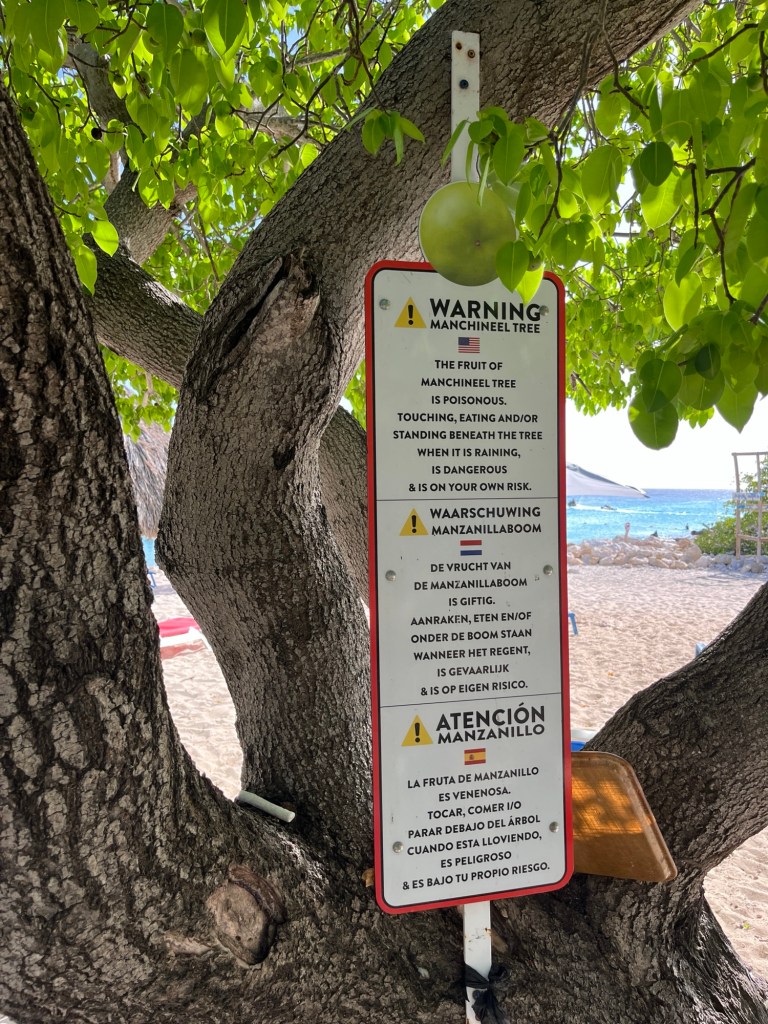 WARNING
MANCHINEEL TREE
THE FRUIT OF
MANCHINEEL TREE
IS POISONOUS.
TOUCHING, EATING AND/OR
STANDING BENEATH THE TREE
WHEN IT IS RAINING,
IS DANGEROUS
& IS ON YOUR OWN RISK.
WAARSCHUWING
MANZANILLABOOM
DE VRUCHT VAN
DE MANZANILLABOOM
IS GIFTIG.
AANRAKEN, ETEN EN/OF
ONDER DE BOOM STAAN
WANNEER HET REGENT,
IS GEVAARLIJK
& IS OP EIGEN RISICO.
ATENCIÓN
MANZANILLO
LA FRUTA DE MANZANILLO
ES VENENOSA.
TOCAR, COMER I/O
PARAR DEBAJO DEL ÁRBOL
CUANDO ESTA LLOVIENDO,
ES PELIGROSO
& ES BAJO TU PROPIO RIESGO.